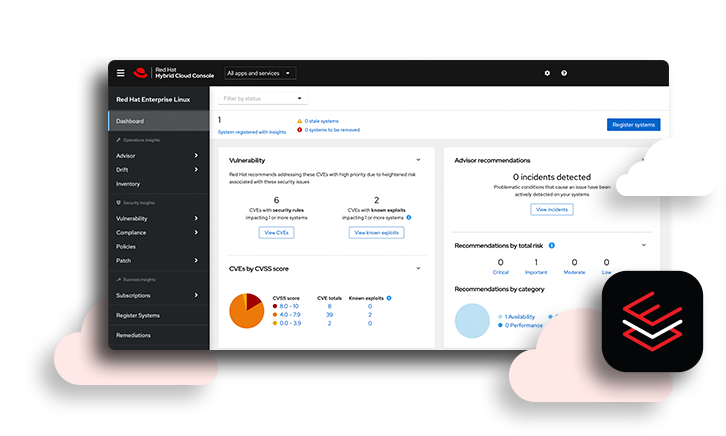 Red Hat
Hybrid Cloud Console
All apps and services
Red Hat Enterprise Linux
Dashboard
Operations Insights
Advisor
Drift
Inventory
Security Insights
Vulnerability
Compliance
Policies
Patch
Business Insights
Subscriptions
Register Systems
Remediations
Filter by status
1
System registered with Insights
0 stale systems
0 systems to be removed
Register systems
Vulnerability
Red Hat recommends addressing these CVEs with high priority due to heightened risk
associated with these security issues
6
CVEs with security rules
impacting 1 or more systems
View CVEs
2
CVEs with known exploits
impacting 1 or more systems
View known exploits
CVEs by CVSS score
CVSS score CVE totals Known exploits
8.0 - 10 8 0
4.0 - 7.9 39 2
0.0 - 3.9 2 0
Advisor recommendations
0 incidents detected
Problematic conditions that cause an issue have been
actively detected on your systems
View incidents
Recommendations by total risk
0 1 0 0
Critical Important Moderate Low
Recommendations by category
1 Availability
0 Performance